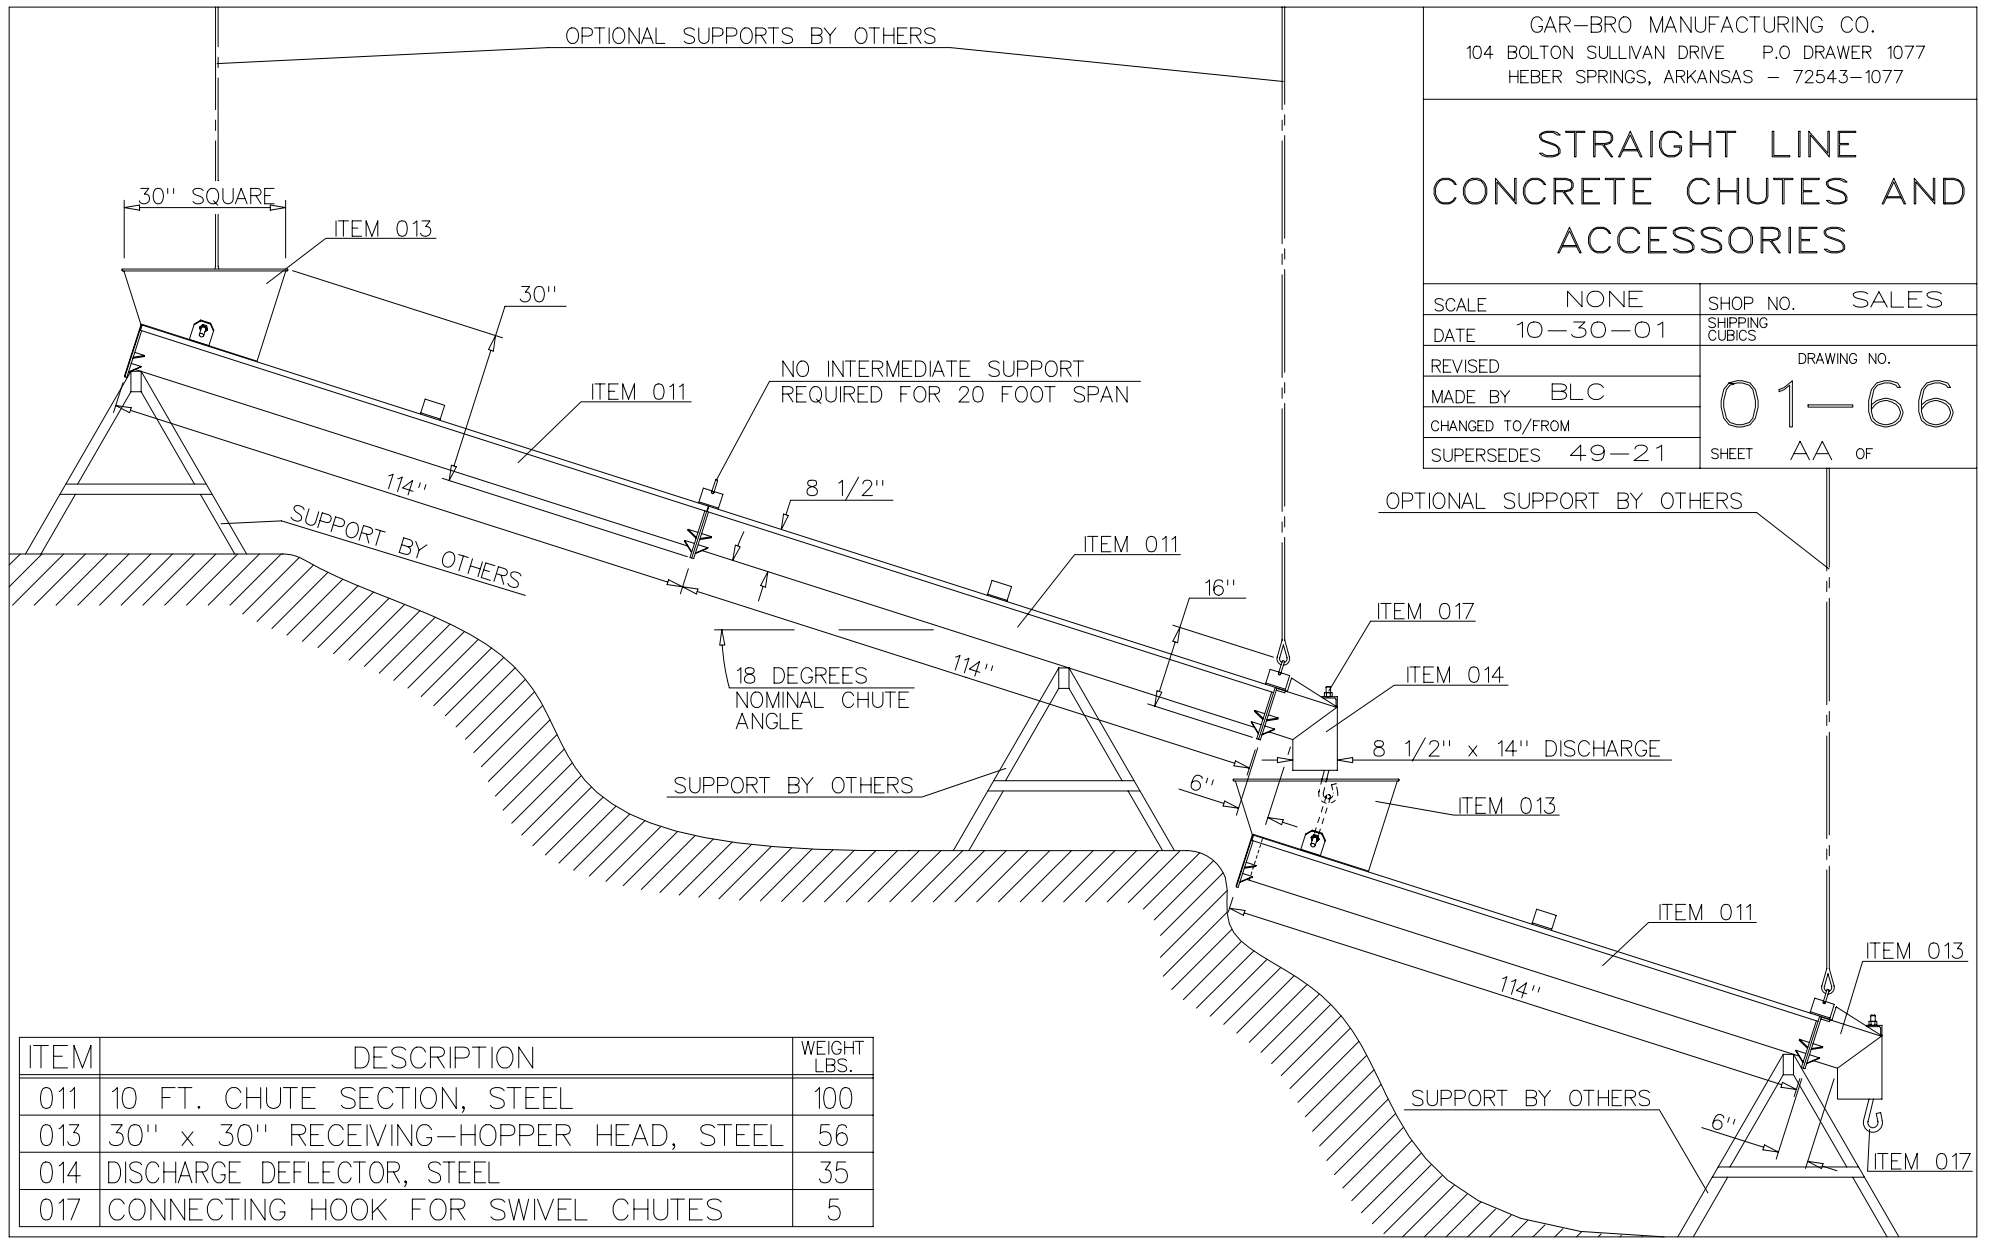 OPTIONAL SUPPORTS BY OTHERS
GAR-BRO MANUFACTURING CO.
104 BOLTON SULLIVAN DRIVE P.O DRAWER 1077
HEBER SPRINGS, ARKANSAS - 72543-1077
STRAIGHT LINE
CONCRETE CHUTES AND
ACCESSORIES
SCALE NONE
SHOP NO. SALES
DATE 10-30-01
SHIPPING
CUBICS
REVISED
MADE BY BLC
CHANGED TO/FROM
SUPERSEDES 49-21
DRAWING NO.
01-66
SHEET AA OF
30" SQUARE
ITEM 013
30"
ITEM 011
NO INTERMEDIATE SUPPORT
REQUIRED FOR 20 FOOT SPAN
114"
8 1/2"
SUPPORT BY OTHERS
OPTIONAL SUPPORT BY OTHERS
ITEM 011
16"
ITEM 017
114"
18 DEGREES
NOMINAL CHUTE
ANGLE
ITEM 014
8 1/2" x 14" DISCHARGE
SUPPORT BY OTHERS
6"
ITEM 013
ITEM 011
ITEM 013
114"
SUPPORT BY OTHERS
6"
ITEM 017
ITEM DESCRIPTION WEIGHT LBS.
011 10 FT. CHUTE SECTION, STEEL 100
013 30" x 30" RECEIVING-HOPPER HEAD, STEEL 56
014 DISCHARGE DEFLECTOR, STEEL 35
017 CONNECTING HOOK FOR SWIVEL CHUTES 5